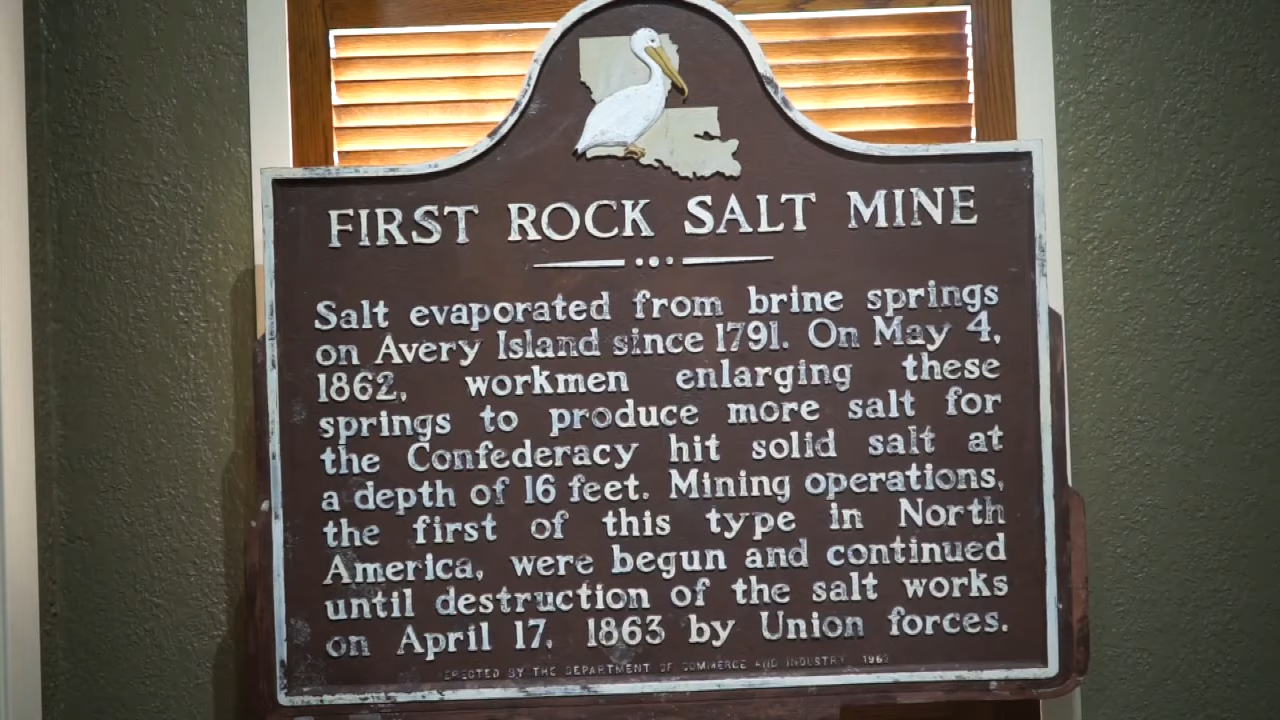 FIRST ROCK SALT MINE
Salt evaporated from brine springs
on Avery Island since 1791. On May 4,
1862, workmen enlarging these
springs to produce more salt for
the Confederacy hit solid salt at
a depth of 16 feet. Mining operations,
the first of this type in North
America, were begun and continued
until destruction of the salt works
on April 17, 1863 by Union forces.
ERECTED BY THE DEPARTMENT OF COMMERCE AND INDUSTRY